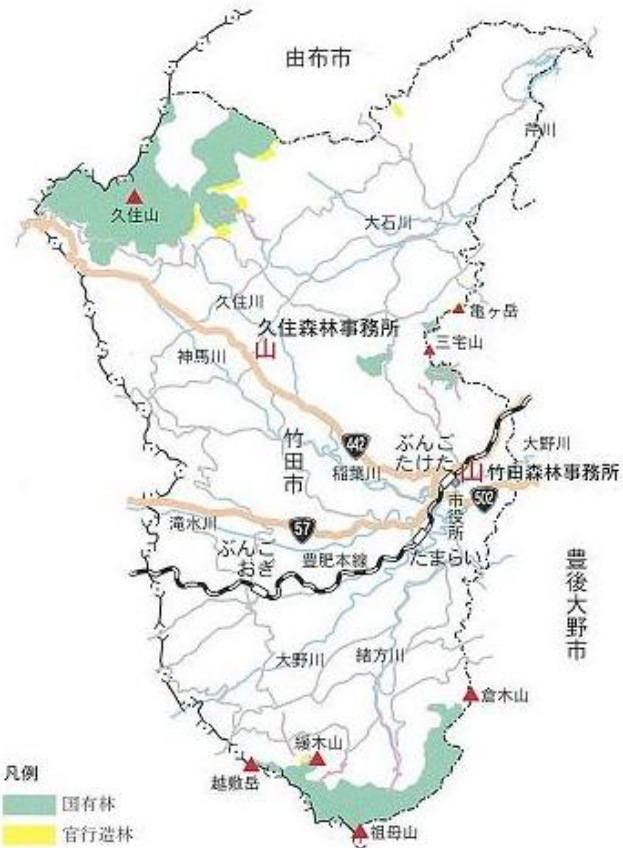 由布市
芹川
久住山
大石川
亀ヶ岳
久住川
久住森林事務所
三宅山
神馬川
竹田市
442
ぶんご
たけた
大野川
稲葉川
竹田森林事務所
502
市役所
滝水川
57
ぶんご
おぎ
豊肥本線
たまらい
豊後大野市
大野川
緒方川
倉木山
緩木山
越敷岳
凡例
国有林
官行造林
祖母山